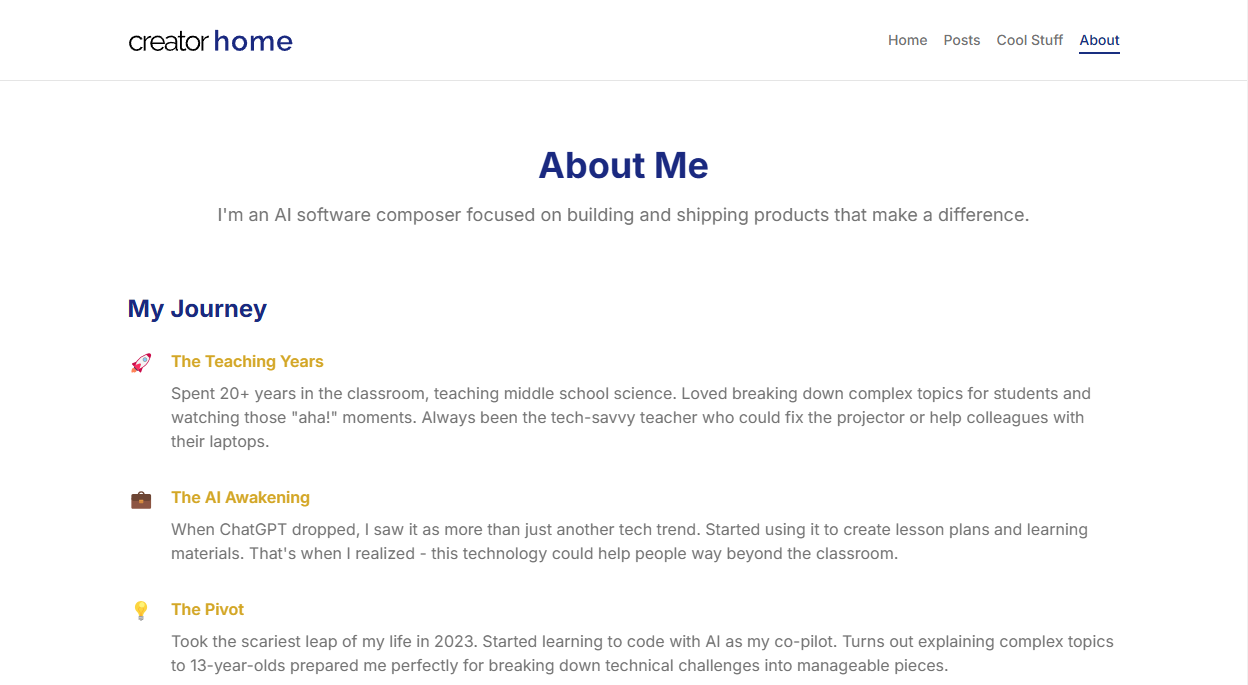 creator home
Home Posts Cool Stuff About
About Me
I'm an AI software composer focused on building and shipping products that make a difference.
My Journey
The Teaching Years
Spent 20+ years in the classroom, teaching middle school science. Loved breaking down complex topics for students and
watching those "aha!" moments. Always been the tech-savvy teacher who could fix the projector or help colleagues with
their laptops.
The AI Awakening
When ChatGPT dropped, I saw it as more than just another tech trend. Started using it to create lesson plans and learning
materials. That's when I realized - this technology could help people way beyond the classroom.
The Pivot
Took the scariest leap of my life in 2023. Started learning to code with AI as my co-pilot. Turns out explaining complex topics
to 13-year-olds prepared me perfectly for breaking down technical challenges into manageable pieces.